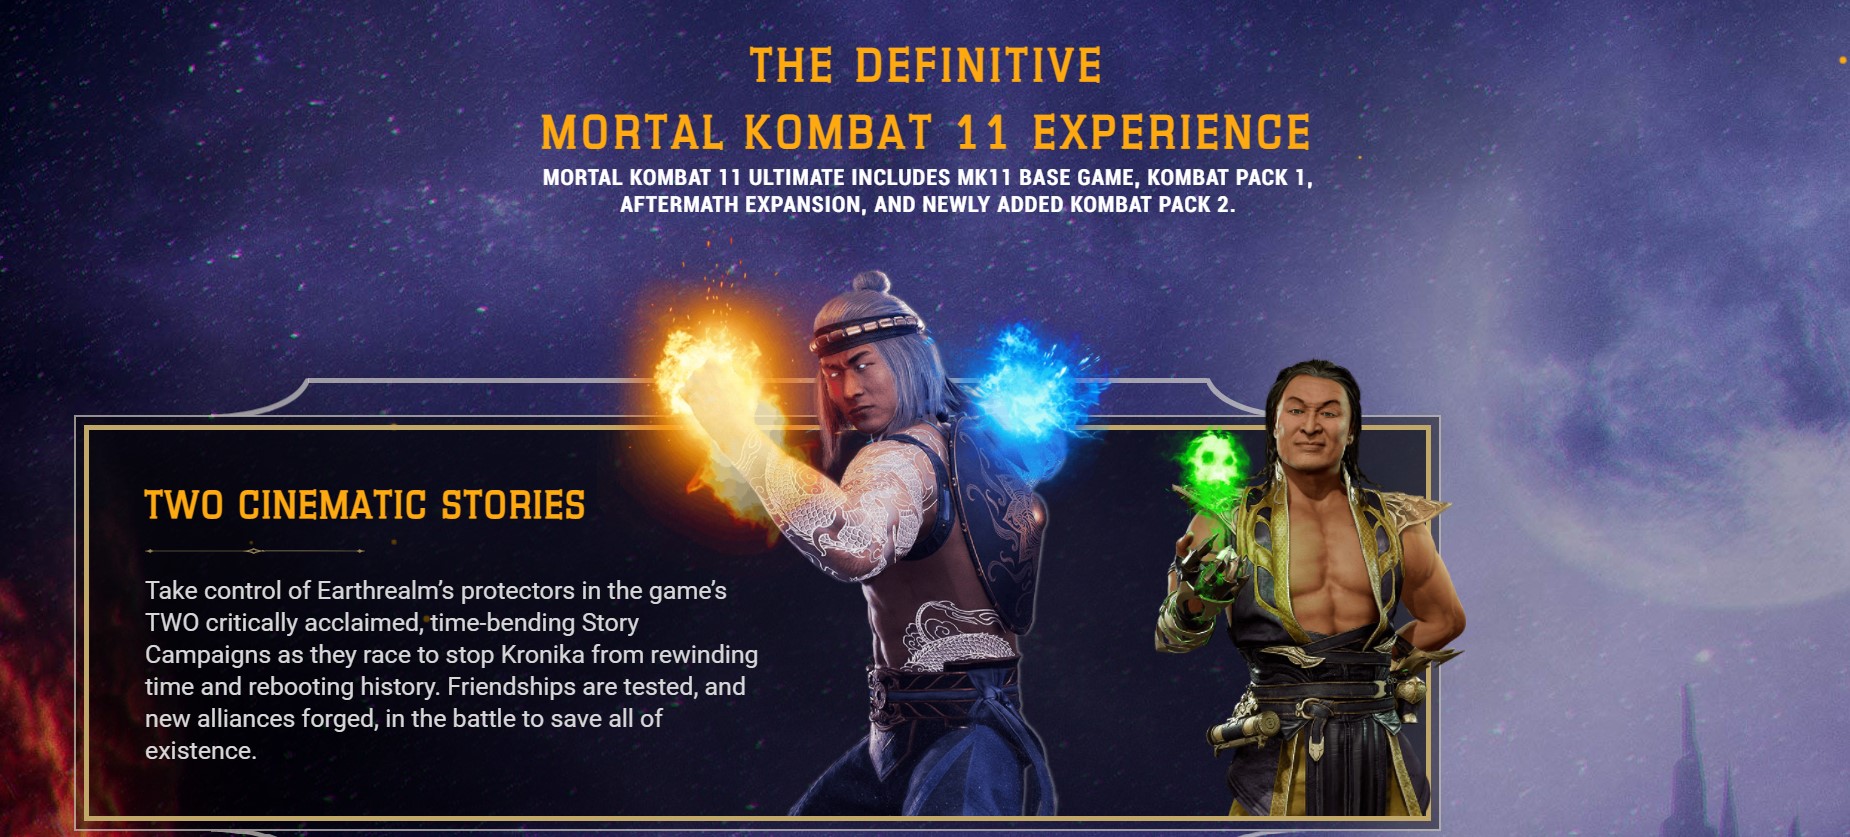 THE DEFINITIVE
MORTAL KOMBAT 11 EXPERIENCE
MORTAL KOMBAT 11 ULTIMATE INCLUDES MK11 BASE GAME, KOMBAT PACK 1,
AFTERMATH EXPANSION, AND NEWLY ADDED KOMBAT PACK 2.
TWO CINEMATIC STORIES
Take control of Earthrealm’s protectors in the game’s
TWO critically acclaimed, time-bending Story
Campaigns as they race to stop Kronika from rewinding
time and rebooting history. Friendships are tested, and
new alliances forged, in the battle to save all of
existence.